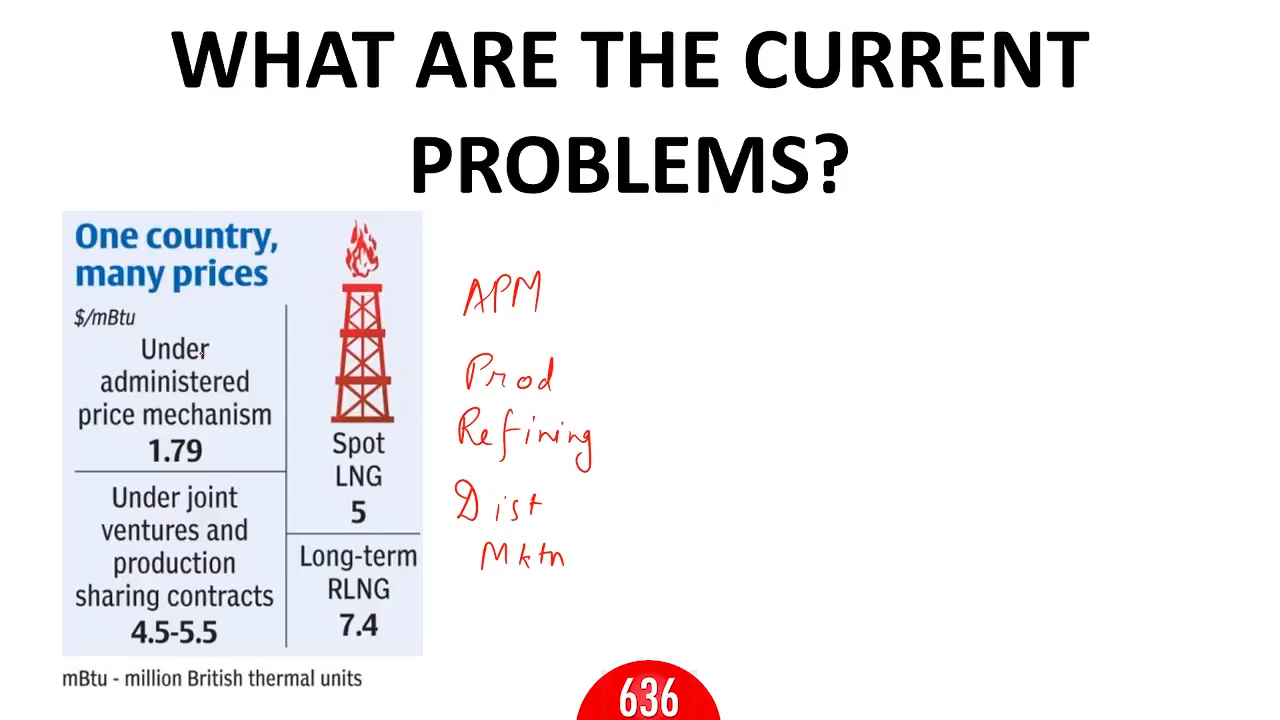 WHAT ARE THE CURRENT
PROBLEMS?
One country,
many prices
$/mBtu
Under
administered
price mechanism
1.79
Under joint
ventures and
production
sharing contracts
4.5-5.5
Spot
LNG
5
Long-term
RLNG
7.4
mBtu - million British thermal units
APM
Prod
Refining
Dist
Mktn
636